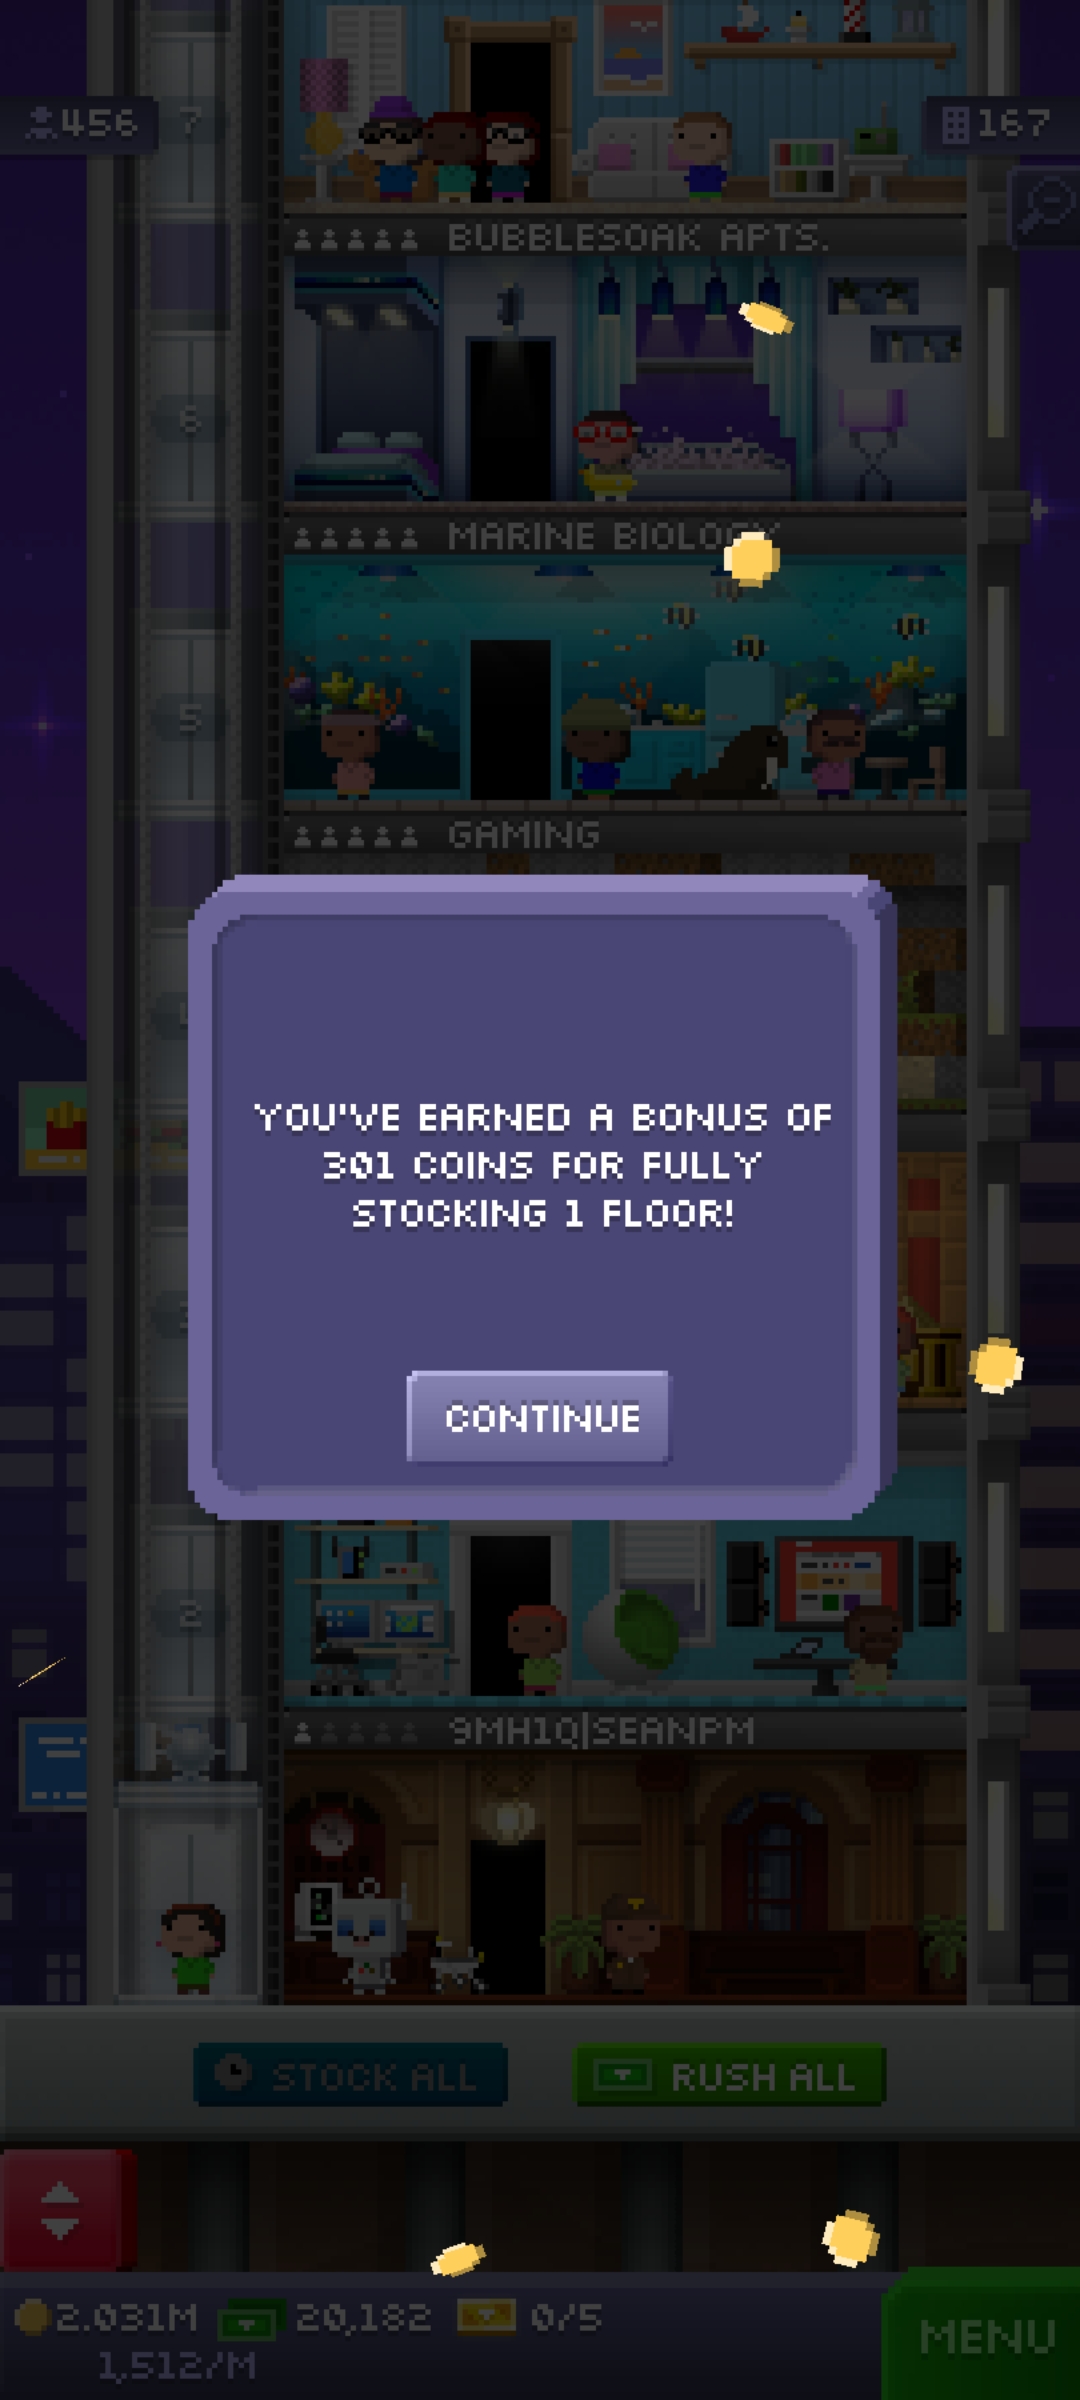 7
456
167
BUBBLESOAK APTS.
6
MARINE BIOLOGY
5
GAMING
YOU'VE EARNED A BONUS OF
301 COINS FOR FULLY
STOCKING 1 FLOOR!
CONTINUE
2
9MH1Q|SEANPM
STOCK ALL
RUSH ALL
2.031M
20,182
0/5
1,512/M
MENU